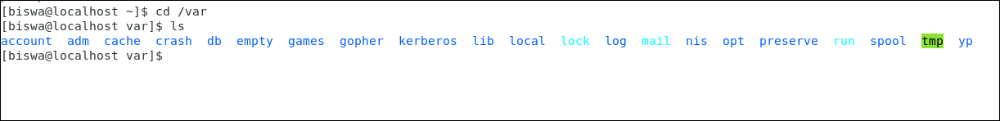 [biswa@localhost ~]$ cd /var
[biswa@localhost var]$ ls
account  adm  cache  crash  db  empty  games  gopher  kerberos  lib  local  lock  log  mail  nis  opt  preserve  run  spool  tmp  yp
[biswa@localhost var]$